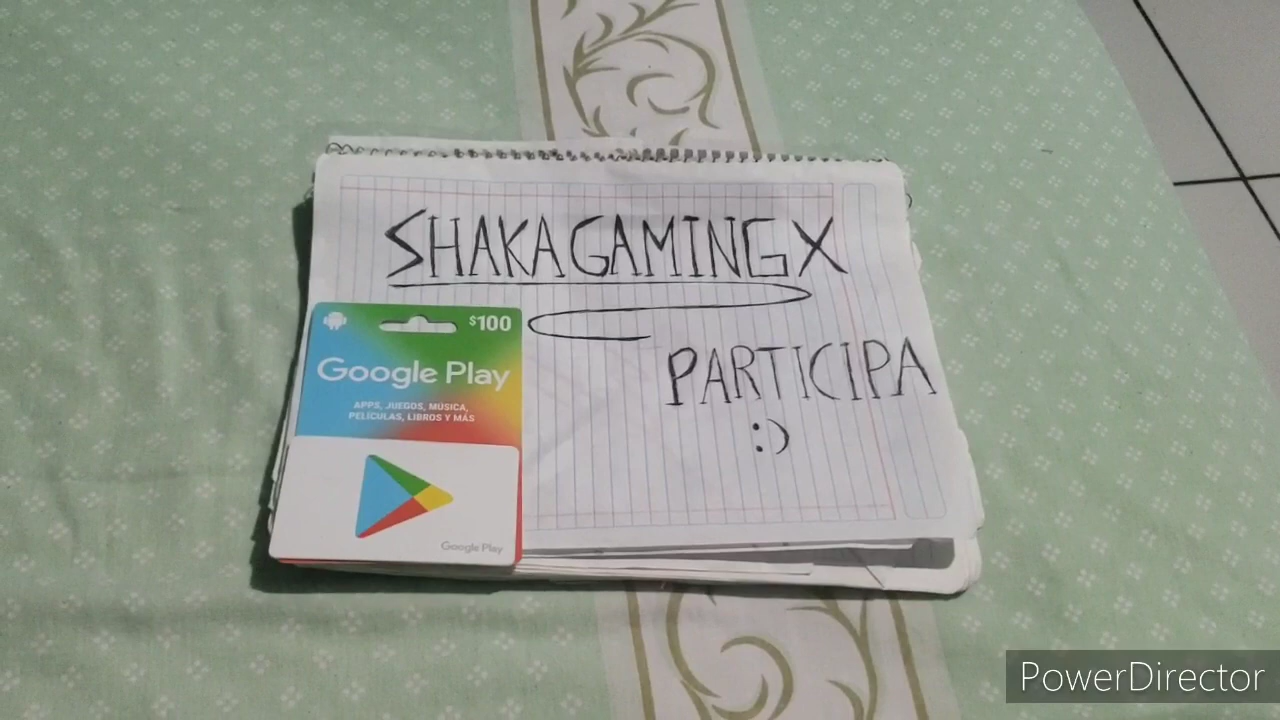 SHAKAGAMINGX
PARTICIPA
:)
$100
Google Play
APPS, JUEGOS, MÚSICA,
PELÍCULAS, LIBROS Y MÁS
Google Play
PowerDirector